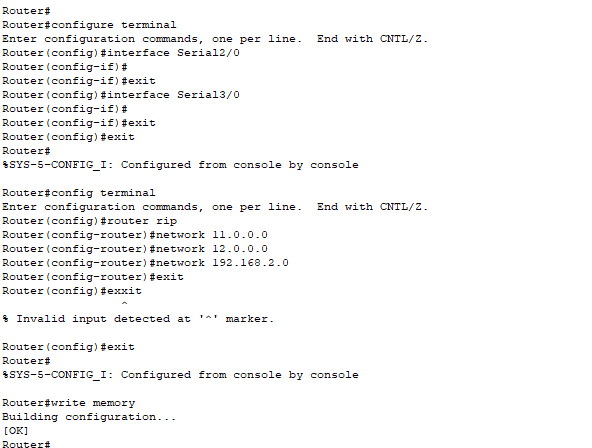 Router#
Router#configure terminal
Enter configuration commands, one per line.  End with CNTL/Z.
Router(config)#interface Serial2/0
Router(config-if)#
Router(config-if)#exit
Router(config)#interface Serial3/0
Router(config-if)#
Router(config-if)#exit
Router(config)#exit
Router#
%SYS-5-CONFIG_I: Configured from console by console
Router#config terminal
Enter configuration commands, one per line.  End with CNTL/Z.
Router(config)#router rip
Router(config-router)#network 11.0.0.0
Router(config-router)#network 12.0.0.0
Router(config-router)#network 192.168.2.0
Router(config-router)#exit
Router(config)#exxit
^
% Invalid input detected at '^' marker.
Router(config)#exit
Router#
%SYS-5-CONFIG_I: Configured from console by console
Router#write memory
Building configuration...
[OK]
Router#